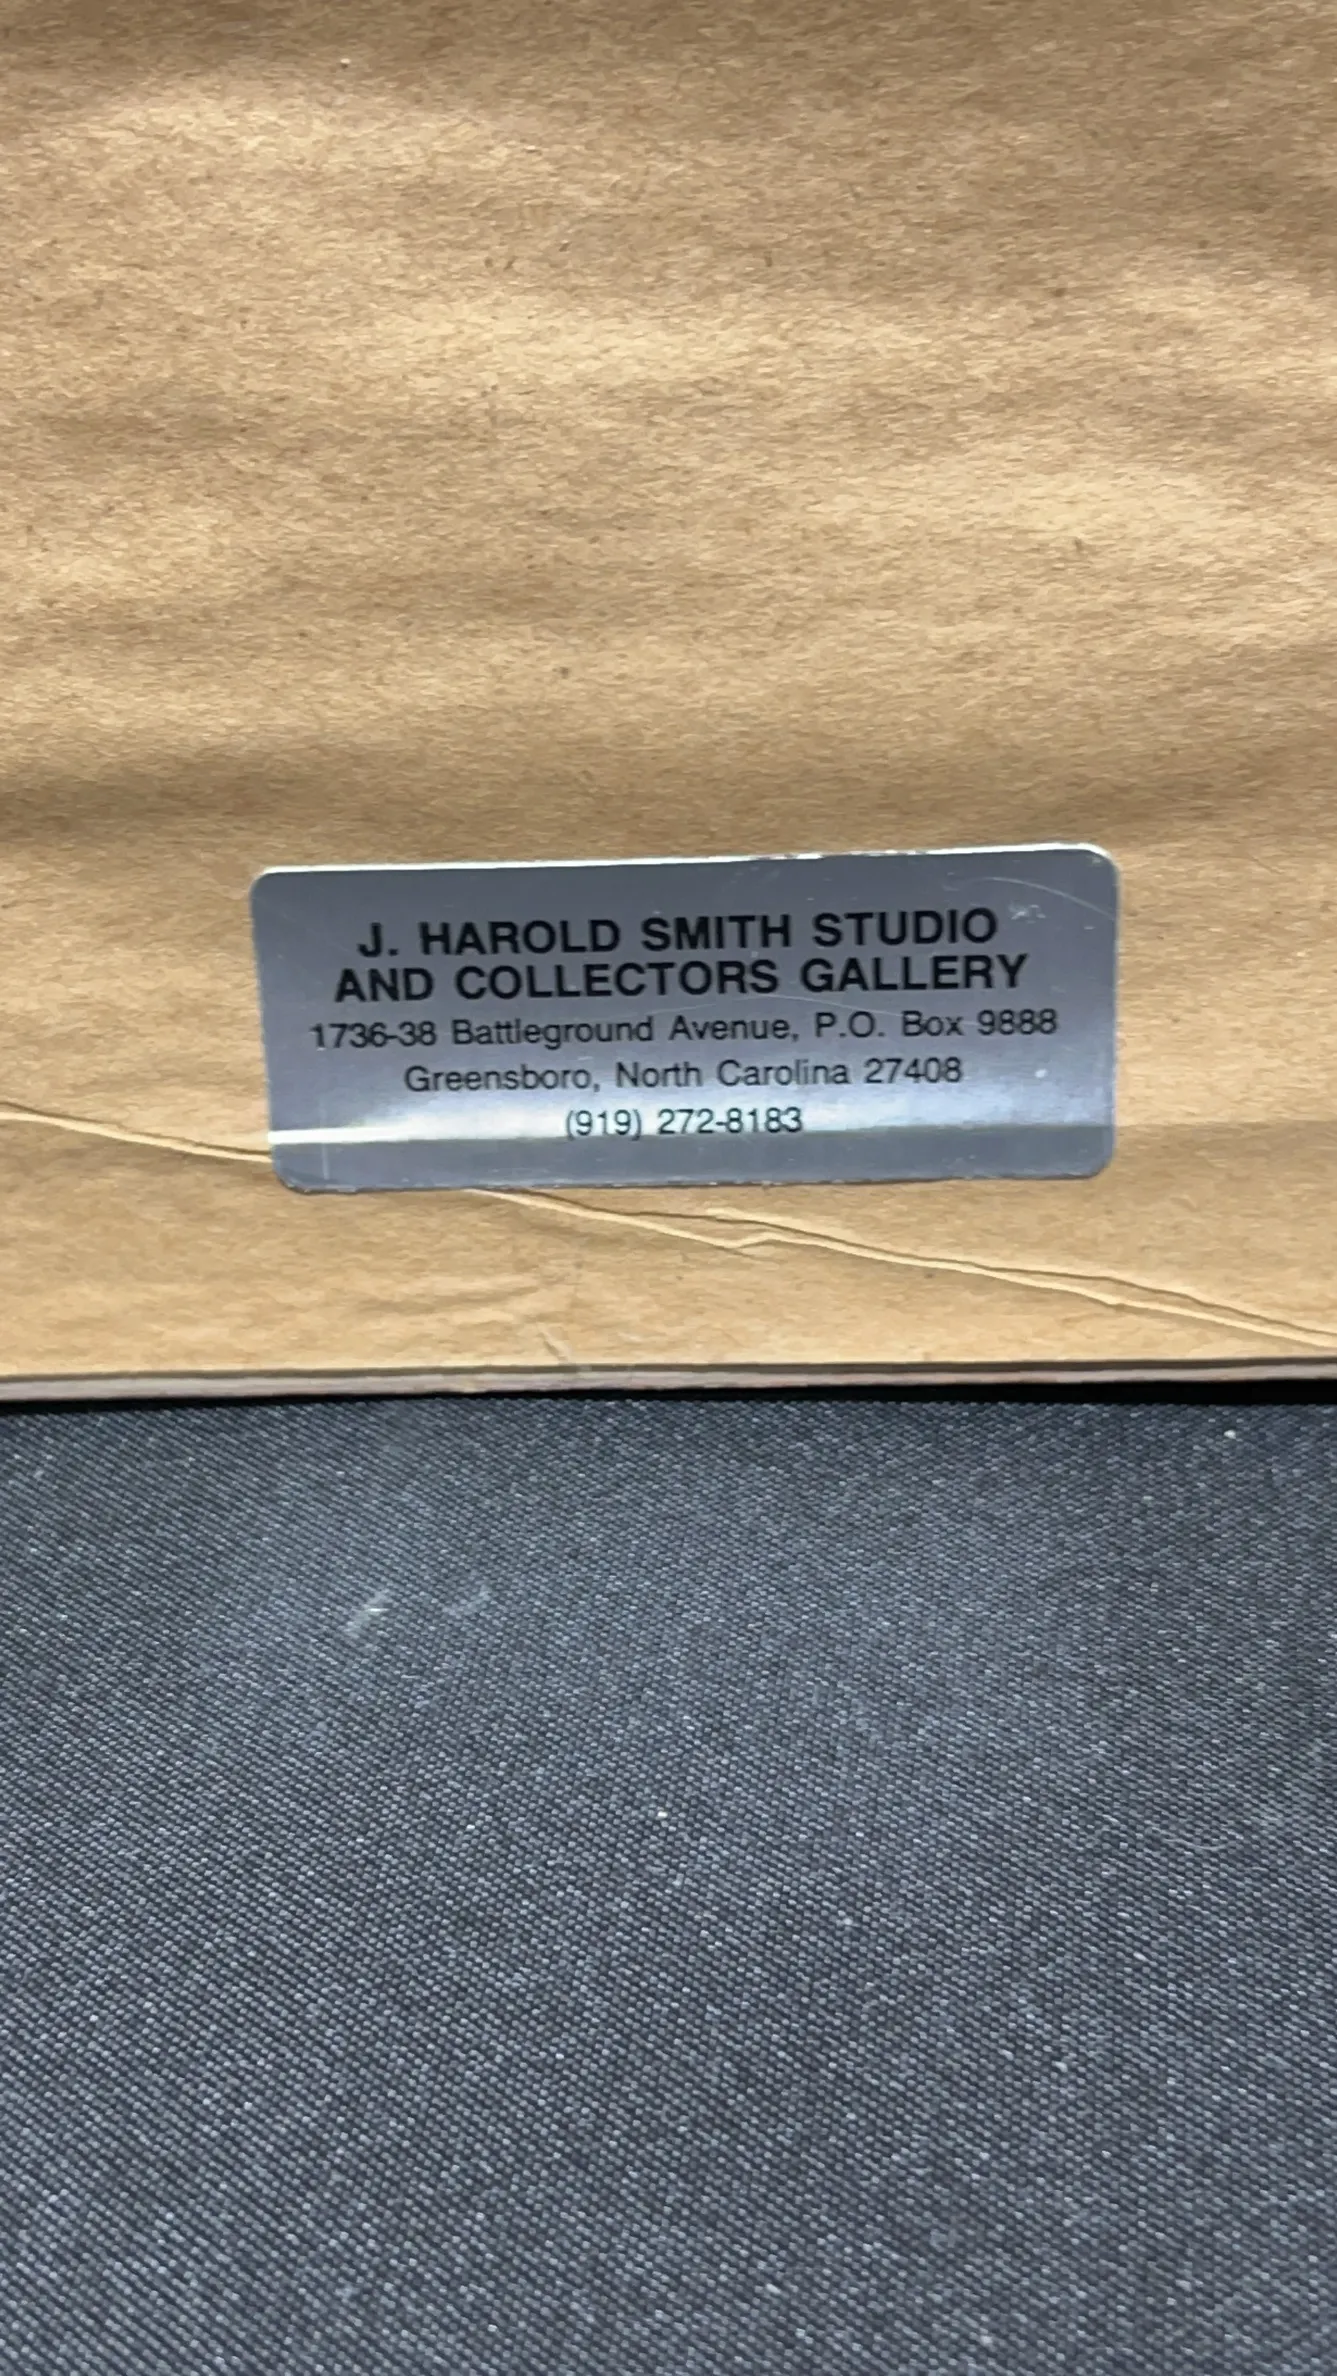 J. HAROLD SMITH STUDIO
AND COLLECTORS GALLERY
1736-38 Battleground Avenue, P.O. Box 9888
Greensboro, North Carolina 27408
(919) 272-8183